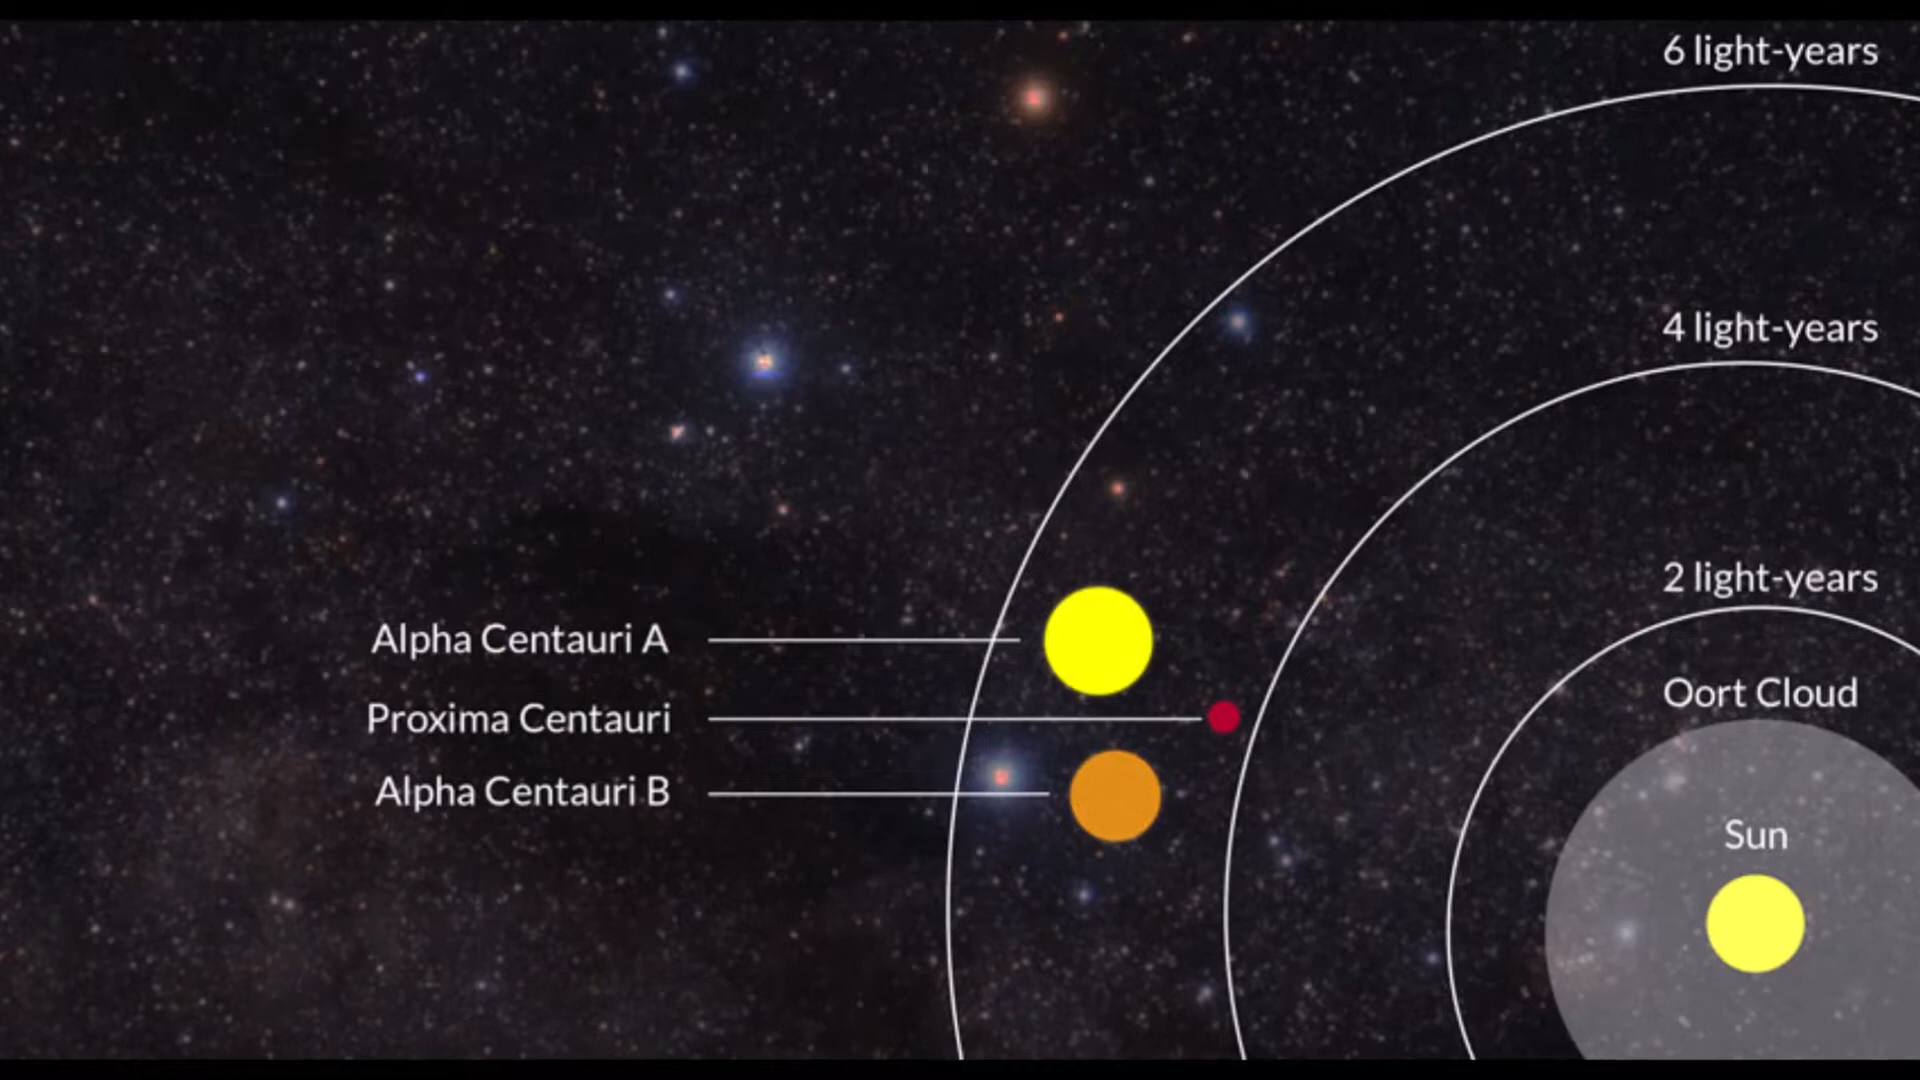 6 light-years
4 light-years
2 light-years
Alpha Centauri A
Oort Cloud
Proxima Centauri
Alpha Centauri B
Sun